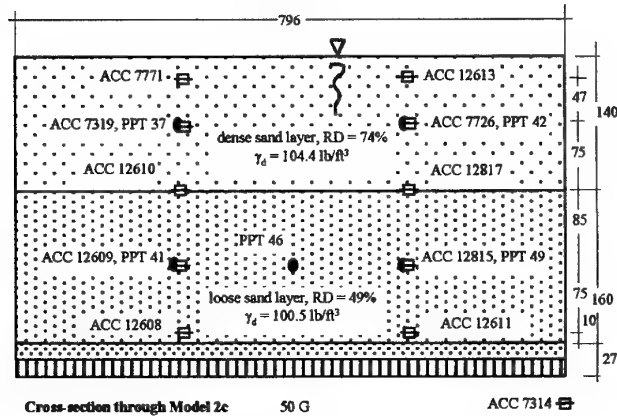 796
ACC 7771
ACC 12613
47
140
ACC 7319, PPT 37
ACC 7726, PPT 42
dense sand layer, RD = 74%
γd = 104.4 lb/ft³
75
ACC 12610
ACC 12817
85
PPT 46
ACC 12609, PPT 41
ACC 12815, PPT 49
loose sand layer, RD = 49%
γd = 100.5 lb/ft³
75
160
ACC 12608
ACC 12611
10
27
Cross-section through Model 2c 50 G ACC 7314